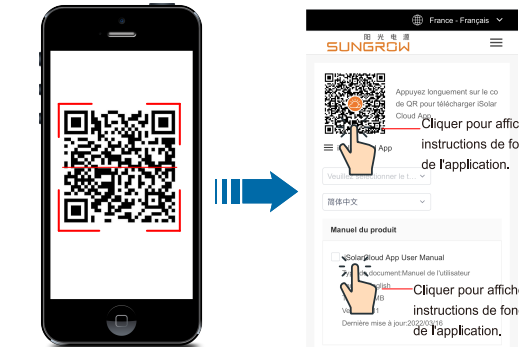 France - Français
阳 光 电 源
SUNGROW
Appuyez longuement sur le co
de QR pour télécharger iSolar
Cloud App
Cliquer pour affic
instructions de fo
de l'application.
App
Veuillez sélectionner le t...
简体中文
Manuel du produit
iSolarCloud App User Manual
document:Manuel de l'utilisateur
Cliquer pour affiche
instructions de fonc
Dernière mise à jour:2022/03/16
de l'application.